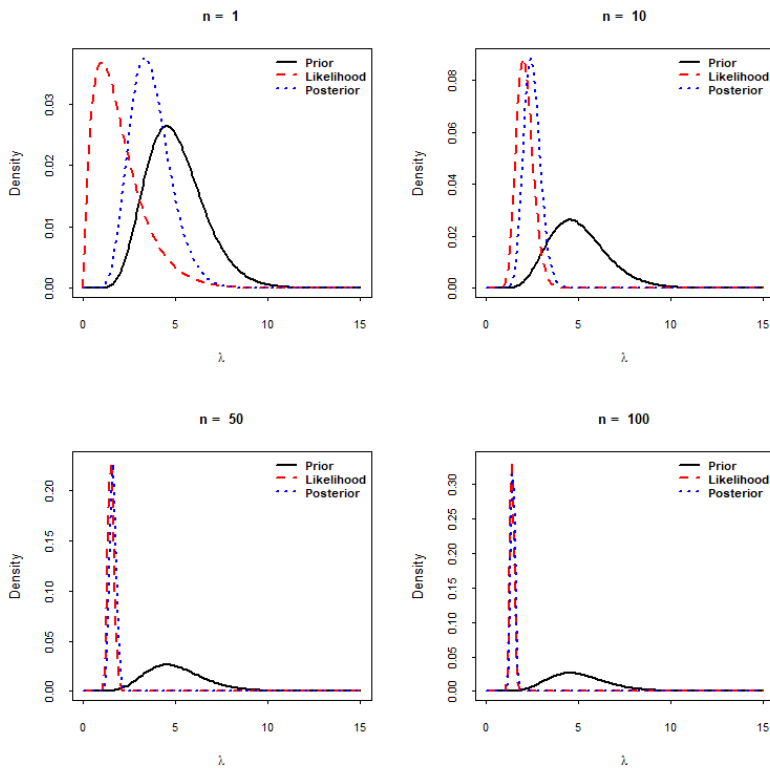 n = 1
Prior
Likelihood
Posterior
Density
0.00 0.01 0.02 0.03
0 5 10 15
λ
n = 10
Prior
Likelihood
Posterior
Density
0.00 0.02 0.04 0.06 0.08
0 5 10 15
λ
n = 50
Prior
Likelihood
Posterior
Density
0.00 0.05 0.10 0.15 0.20
0 5 10 15
λ
n = 100
Prior
Likelihood
Posterior
Density
0.00 0.05 0.10 0.15 0.20 0.25 0.30
0 5 10 15
λ